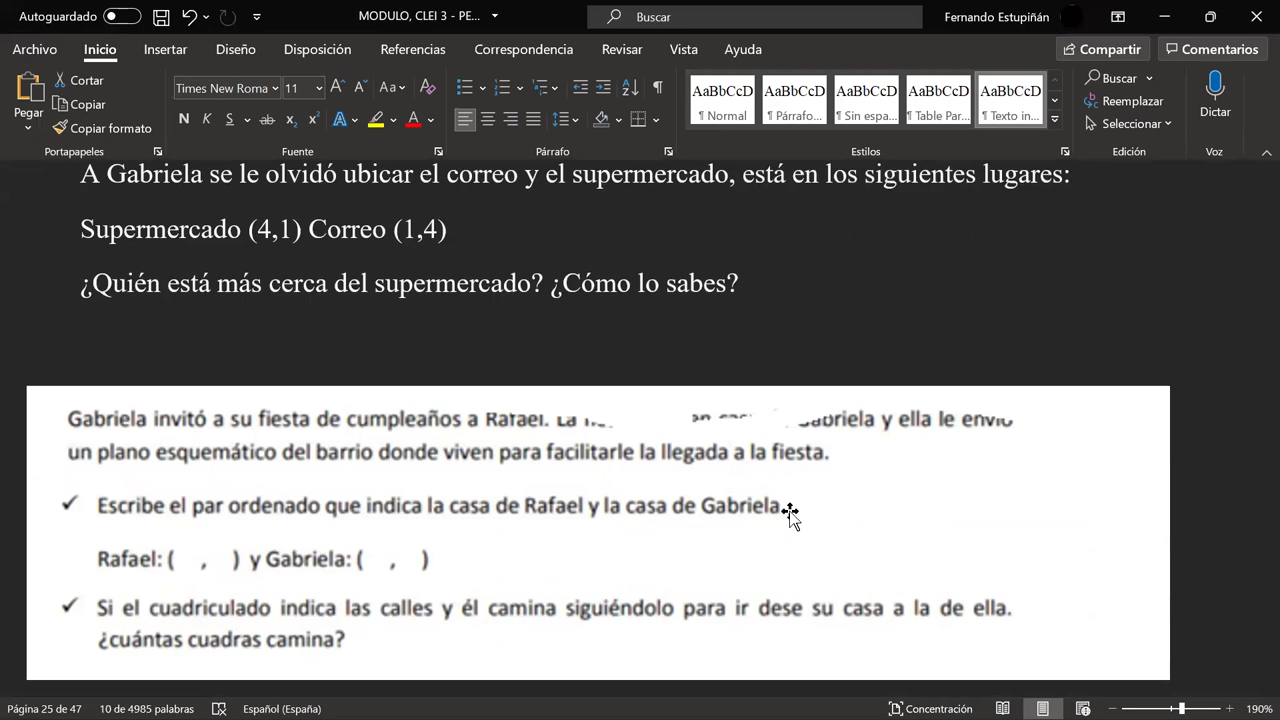 Autoguardado
MODULO, CLEI 3 - PE...
Buscar
Fernando Estupiñán
Archivo
Inicio
Insertar
Diseño
Disposición
Referencias
Correspondencia
Revisar
Vista
Ayuda
Compartir
Comentarios
Pegar
Cortar
Copiar
Copiar formato
Portapapeles
Times New Roma
11
Fuente
Párrafo
AaBbCcD AaBbCcD AaBbCcD AaBbCcD AaBbCcD
¶ Normal ¶ Párrafo... ¶ Sin espa... ¶ Table Par... ¶ Texto in...
Estilos
Buscar
Reemplazar
Seleccionar
Edición
Dictar
Voz
A Gabriela se le olvidó ubicar el correo y el supermercado, está en los siguientes lugares:
Supermercado (4,1) Correo (1,4)
¿Quién está más cerca del supermercado? ¿Cómo lo sabes?
Gabriela invitó a su fiesta de cumpleaños a Rafael. La Gabriela y ella le envió
un plano esquemático del barrio donde viven para facilitarle la llegada a la fiesta.
✓ Escribe el par ordenado que indica la casa de Rafael y la casa de Gabriela.
Rafael: ( , ) y Gabriela: ( , )
✓ Si el cuadriculado indica las calles y él camina siguiéndolo para ir dese su casa a la de ella.
¿cuántas cuadras camina?
Página 25 de 47
10 de 4985 palabras
Español (España)
Concentración
190%